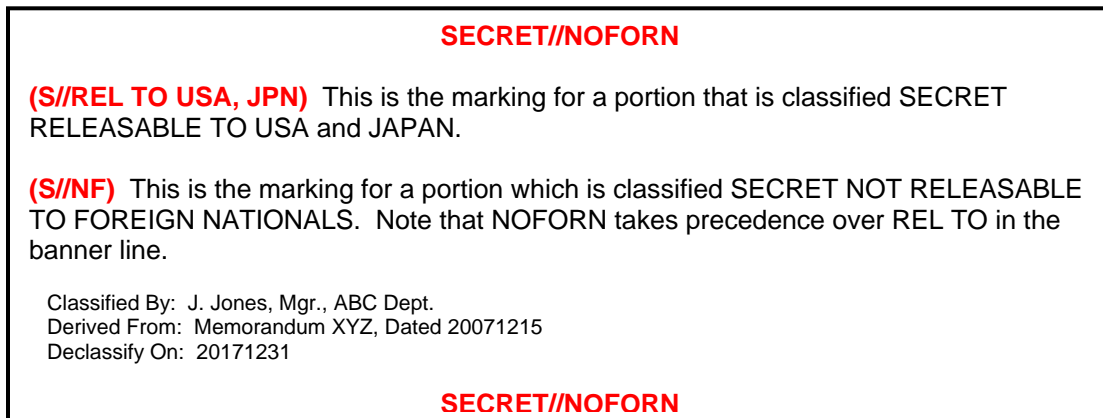 SECRET//NOFORN
(S//REL TO USA, JPN) This is the marking for a portion that is classified SECRET
RELEASABLE TO USA and JAPAN.
(S//NF) This is the marking for a portion which is classified SECRET NOT RELEASABLE
TO FOREIGN NATIONALS. Note that NOFORN takes precedence over REL TO in the
banner line.
Classified By: J. Jones, Mgr., ABC Dept.
Derived From: Memorandum XYZ, Dated 20071215
Declassify On: 20171231
SECRET//NOFORN